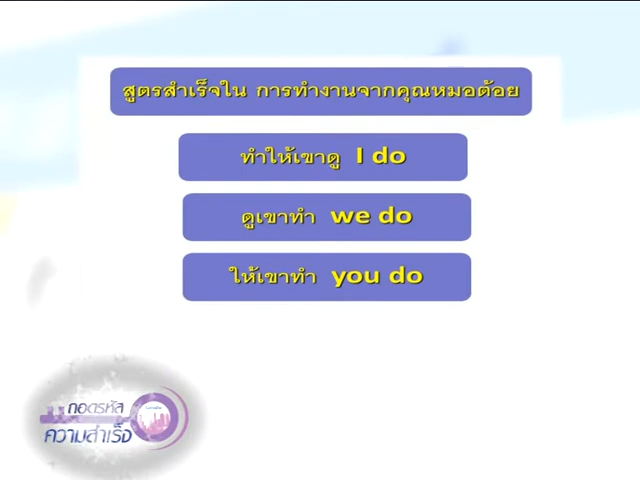 สูตรสำเร็จใน การทำงานจากคุณหมอต้อย
ทำให้เขาดู I do
ดูเขาทำ we do
ให้เขาทำ you do
ถอดรหัส
ความสำเร็จ